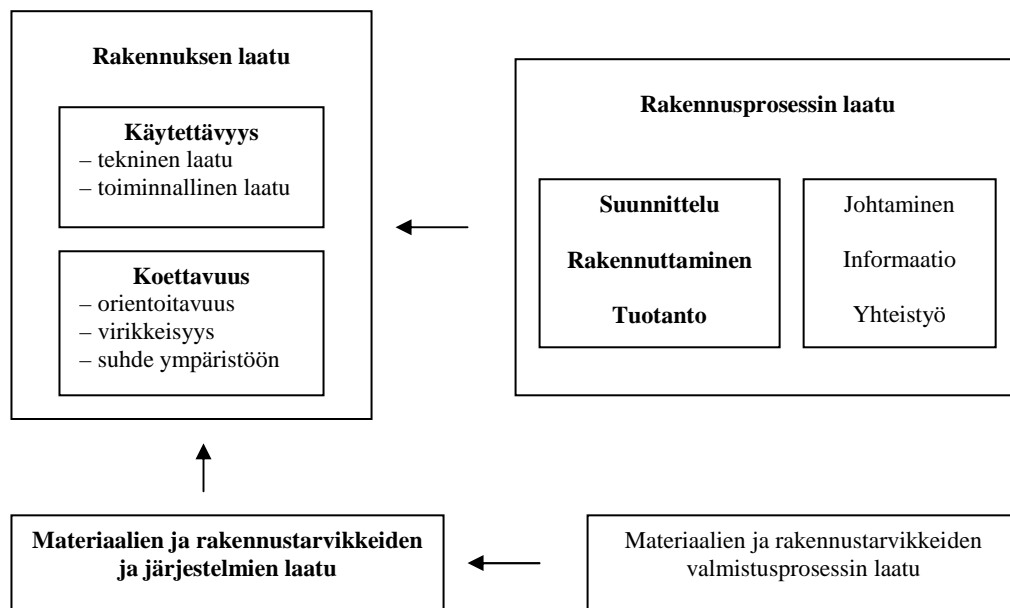 Rakennuksen laatu
Käytettävyys
– tekninen laatu
– toiminnallinen laatu
Koettavuus
– orientoitavuus
– virikkeisyys
– suhde ympäristöön
Rakennusprosessin laatu
Suunnittelu
Rakennuttaminen
Tuotanto
Johtaminen
Informaatio
Yhteistyö
Materiaalien ja rakennustarvikkeiden
ja järjestelmien laatu
Materiaalien ja rakennustarvikkeiden
valmistusprosessin laatu